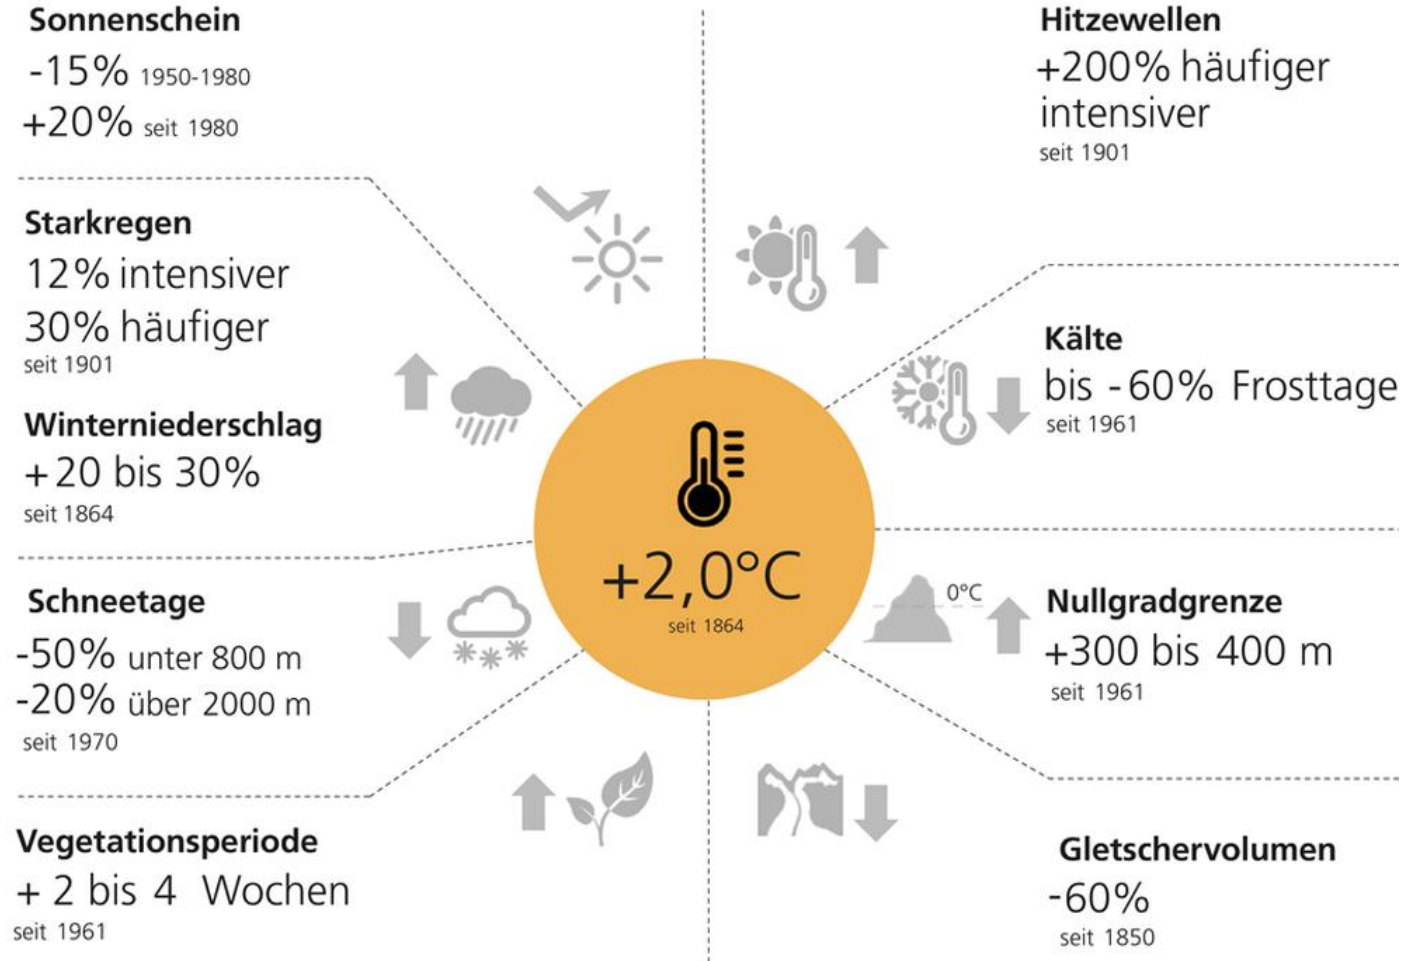 Sonnenschein
-15% 1950-1980
+20% seit 1980
Starkregen
12% intensiver
30% häufiger
seit 1901
Winterniederschlag
+20 bis 30%
seit 1864
Schneetage
-50% unter 800 m
-20% über 2000 m
seit 1970
Vegetationsperiode
+ 2 bis 4 Wochen
seit 1961
+2,0°C
seit 1864
Hitzewellen
+200% häufiger
intensiver
seit 1901
Kälte
bis -60% Frosttage
seit 1961
0°C
Nullgradgrenze
+300 bis 400 m
seit 1961
Gletschervolumen
-60%
seit 1850